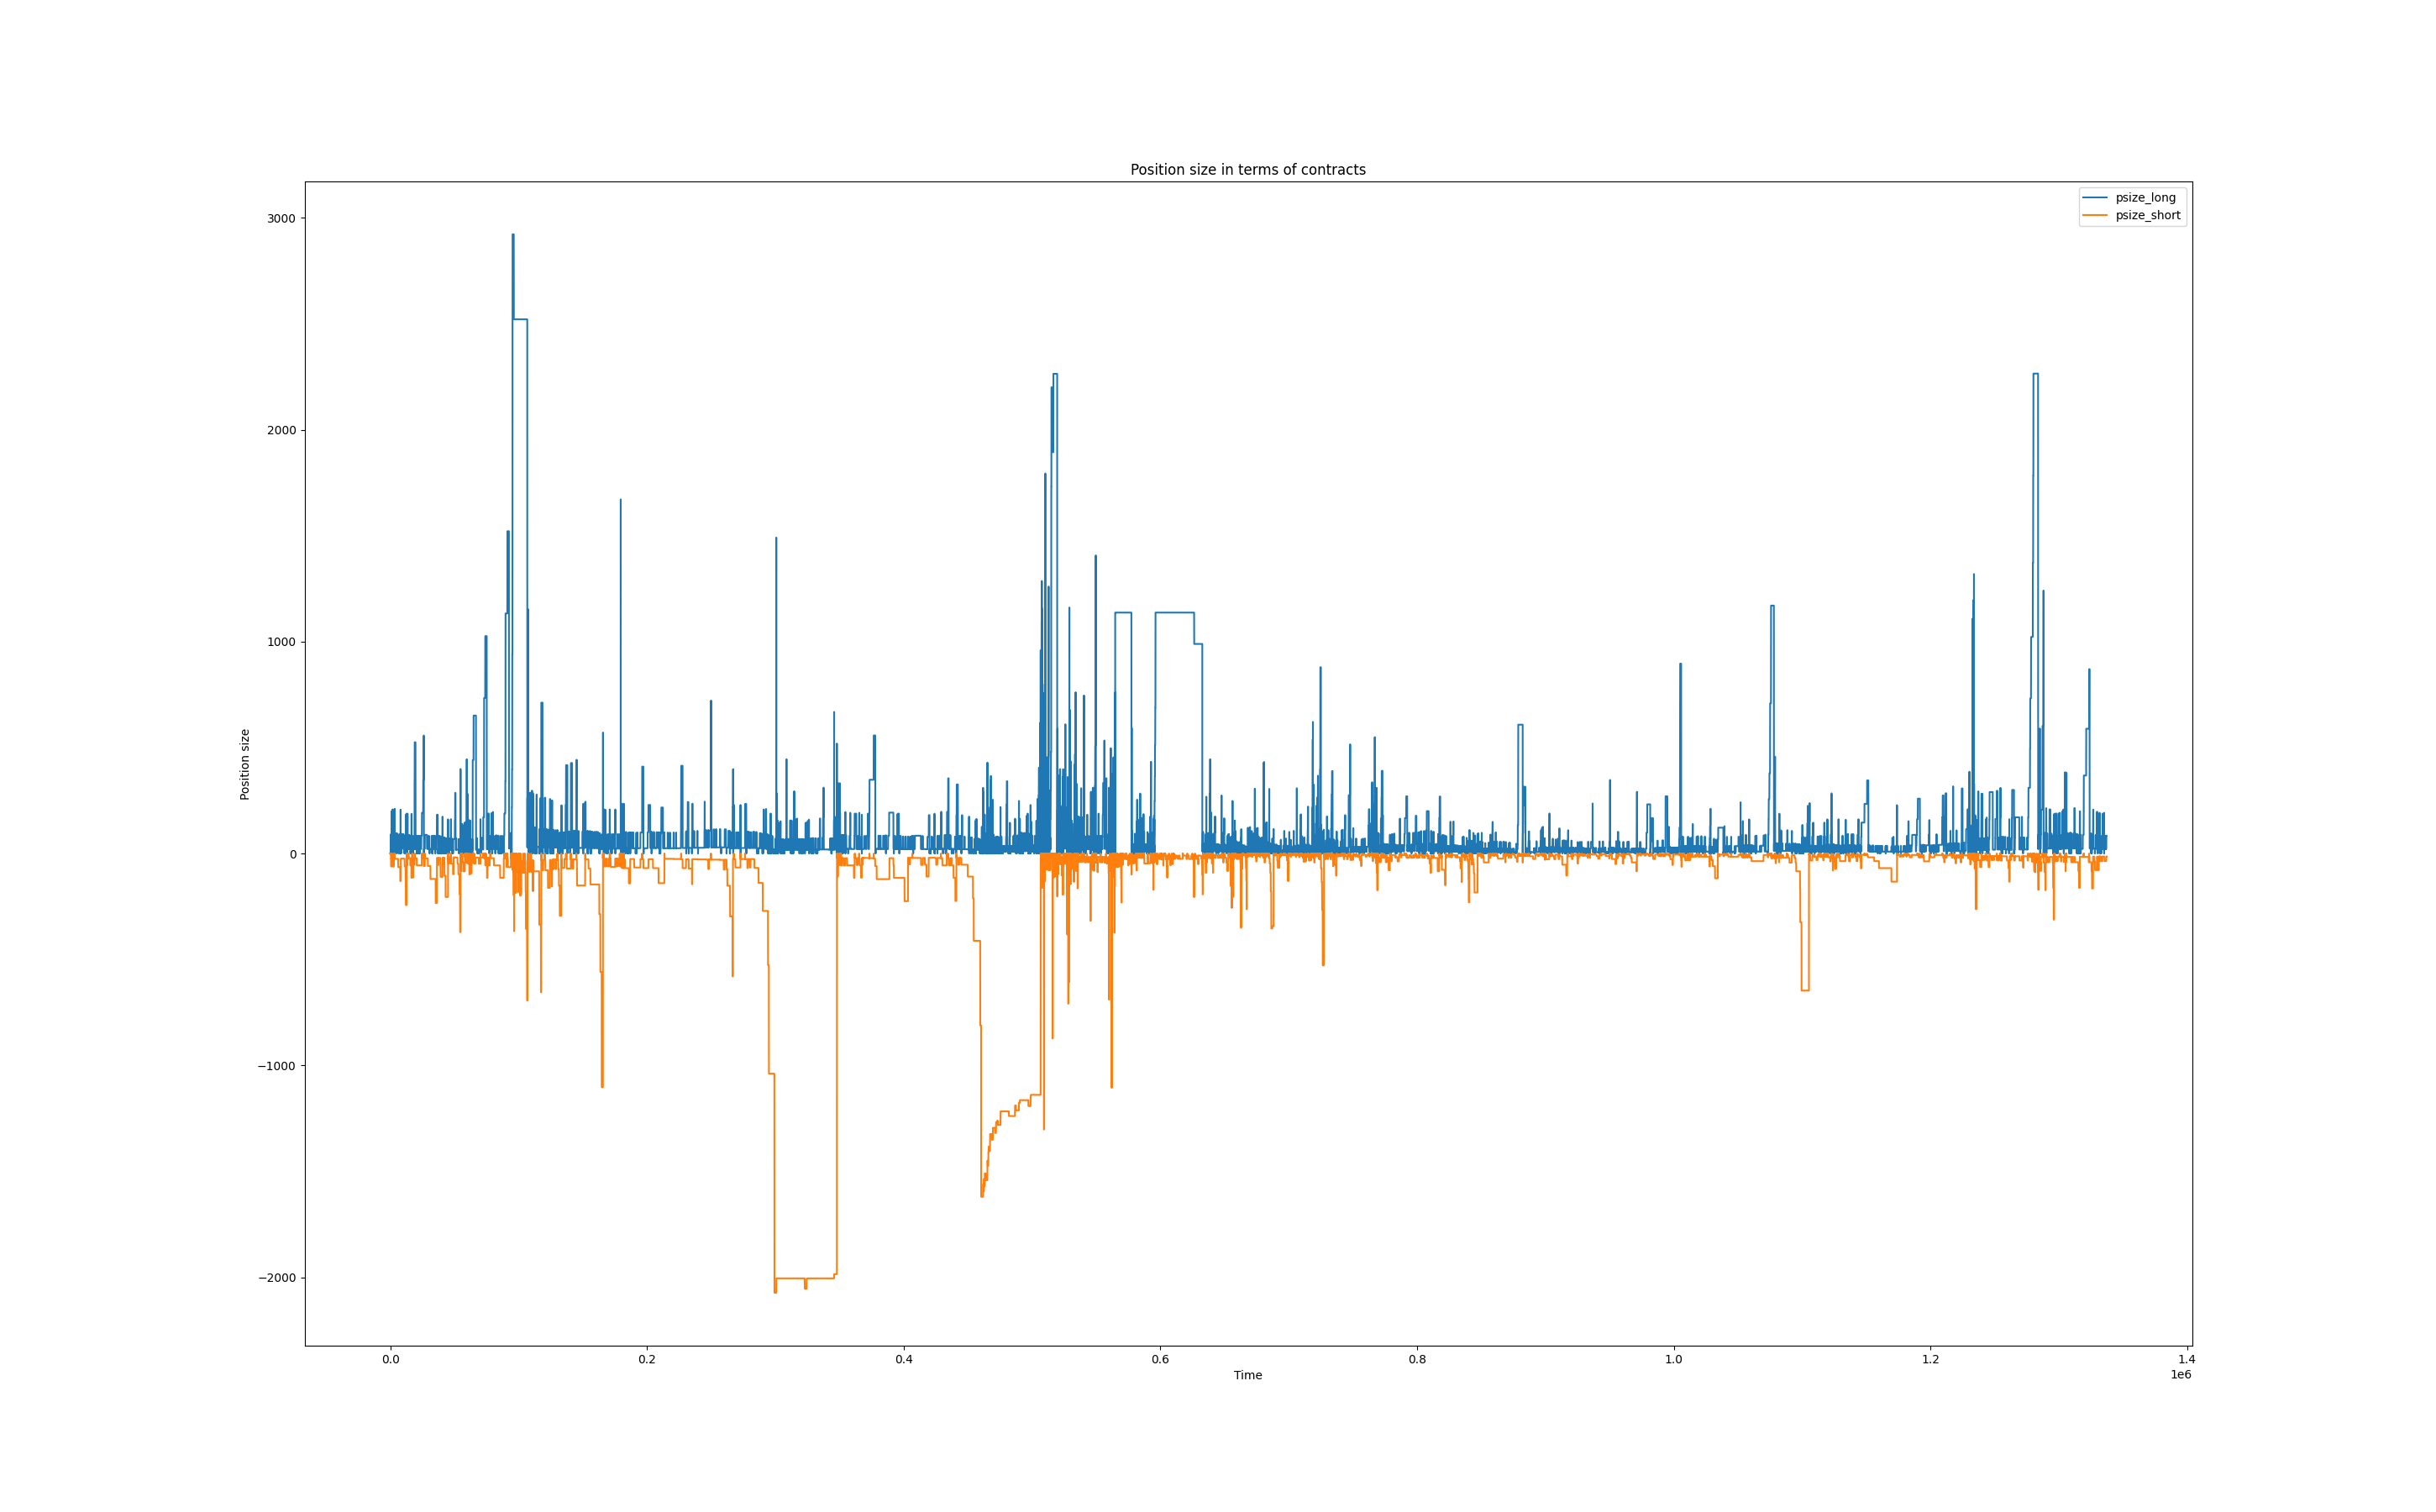 Position size in terms of contracts
psize_long
psize_short
3000
2000
1000
0
−1000
−2000
Position size
0.0
0.2
0.4
0.6
0.8
1.0
1.2
1.4
Time
1e6